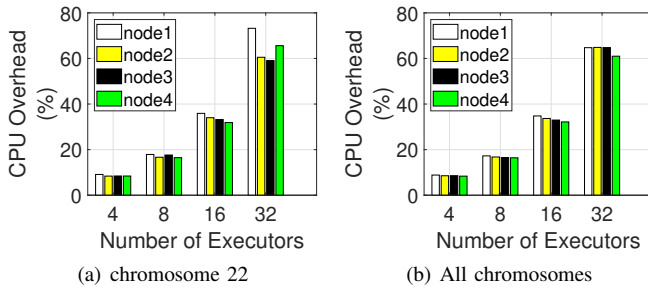 80
60
40
20
0
CPU Overhead
(%)
node1
node2
node3
node4
4 8 16 32
Number of Executors
(a) chromosome 22
80
60
40
20
0
CPU Overhead
(%)
node1
node2
node3
node4
4 8 16 32
Number of Executors
(b) All chromosomes